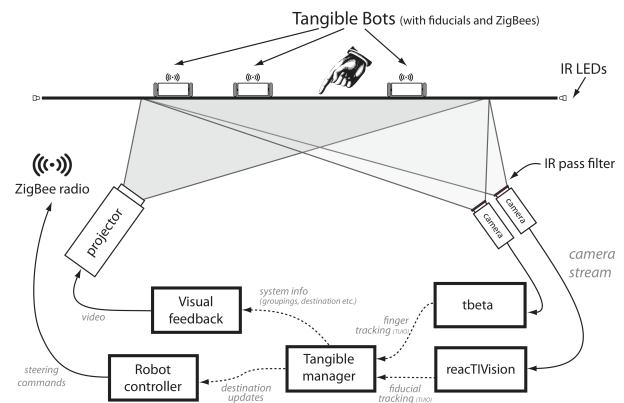 Tangible Bots (with fiducials and ZigBees)
IR LEDs
ZigBee radio
IR pass filter
projector
camera
camera
camera
stream
system info
(groupings, destination etc.)
Visual
feedback
video
tbeta
finger
tracking (TUIO)
Tangible
manager
reacTIVision
Robot
controller
steering
commands
destination
updates
fiducial
tracking (TUIO)